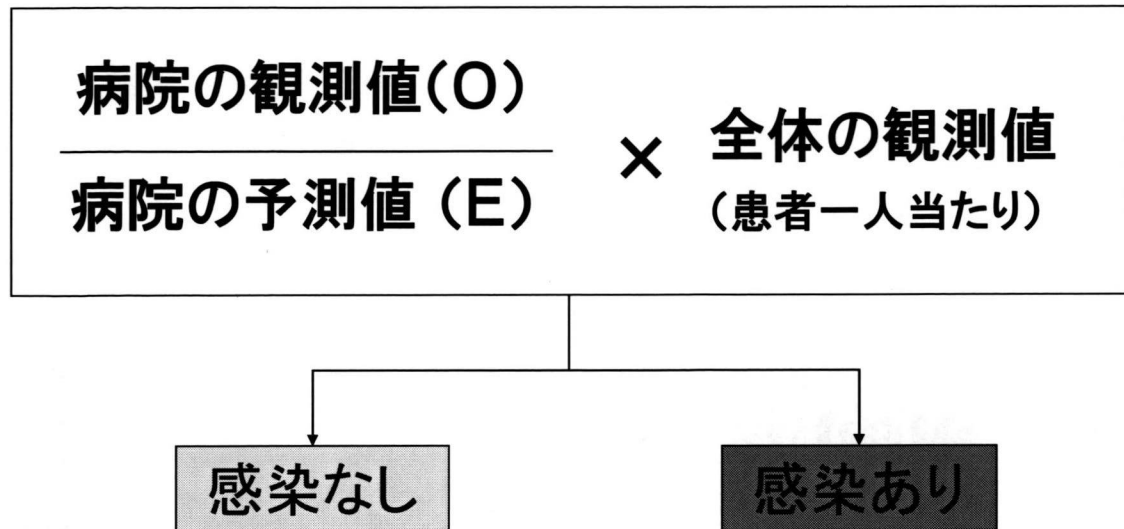 病院の観測値(O)
病院の予測値 (E)
×
全体の観測値
(患者一人当たり)
感染なし
感染あり